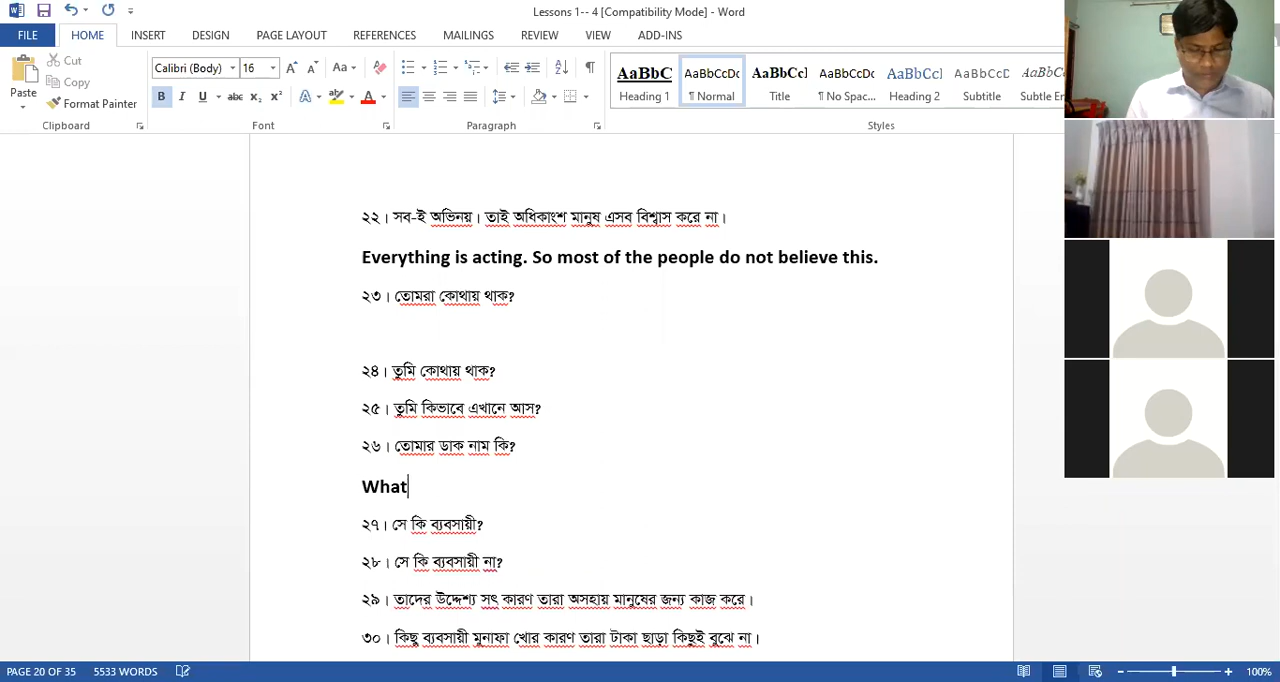 Lessons 1-- 4 [Compatibility Mode] - Word
FILE HOME INSERT DESIGN PAGE LAYOUT REFERENCES MAILINGS REVIEW VIEW ADD-INS
Cut
Copy
Format Painter
Paste
Clipboard
Calibri (Body) 16
Font
Paragraph
AaBbC AaBbCcDc AaBbCc] AaBbCcDc AaBbCcl AaBbCcD AaBbCcD
Heading 1 ¶ Normal Title ¶ No Spac... Heading 2 Subtitle Subtle Em
Styles
২২। সব-ই অভিনয়। তাই অধিকাংশ মানুষ এসব বিশ্বাস করে না।
Everything is acting. So most of the people do not believe this.
২৩। তোমরা কোথায় থাক?
২৪। তুমি কোথায় থাক?
২৫। তুমি কিভাবে এখানে আস?
২৬। তোমার ডাক নাম কি?
What
২৭। সে কি ব্যবসায়ী?
২৮। সে কি ব্যবসায়ী না?
২৯। তাদের উদ্দেশ্য সৎ কারণ তারা অসহায় মানুষের জন্য কাজ করে।
৩০। কিছু ব্যবসায়ী মুনাফা খোর কারণ তারা টাকা ছাড়া কিছুই বুঝে না।
PAGE 20 OF 35 5533 WORDS 100%